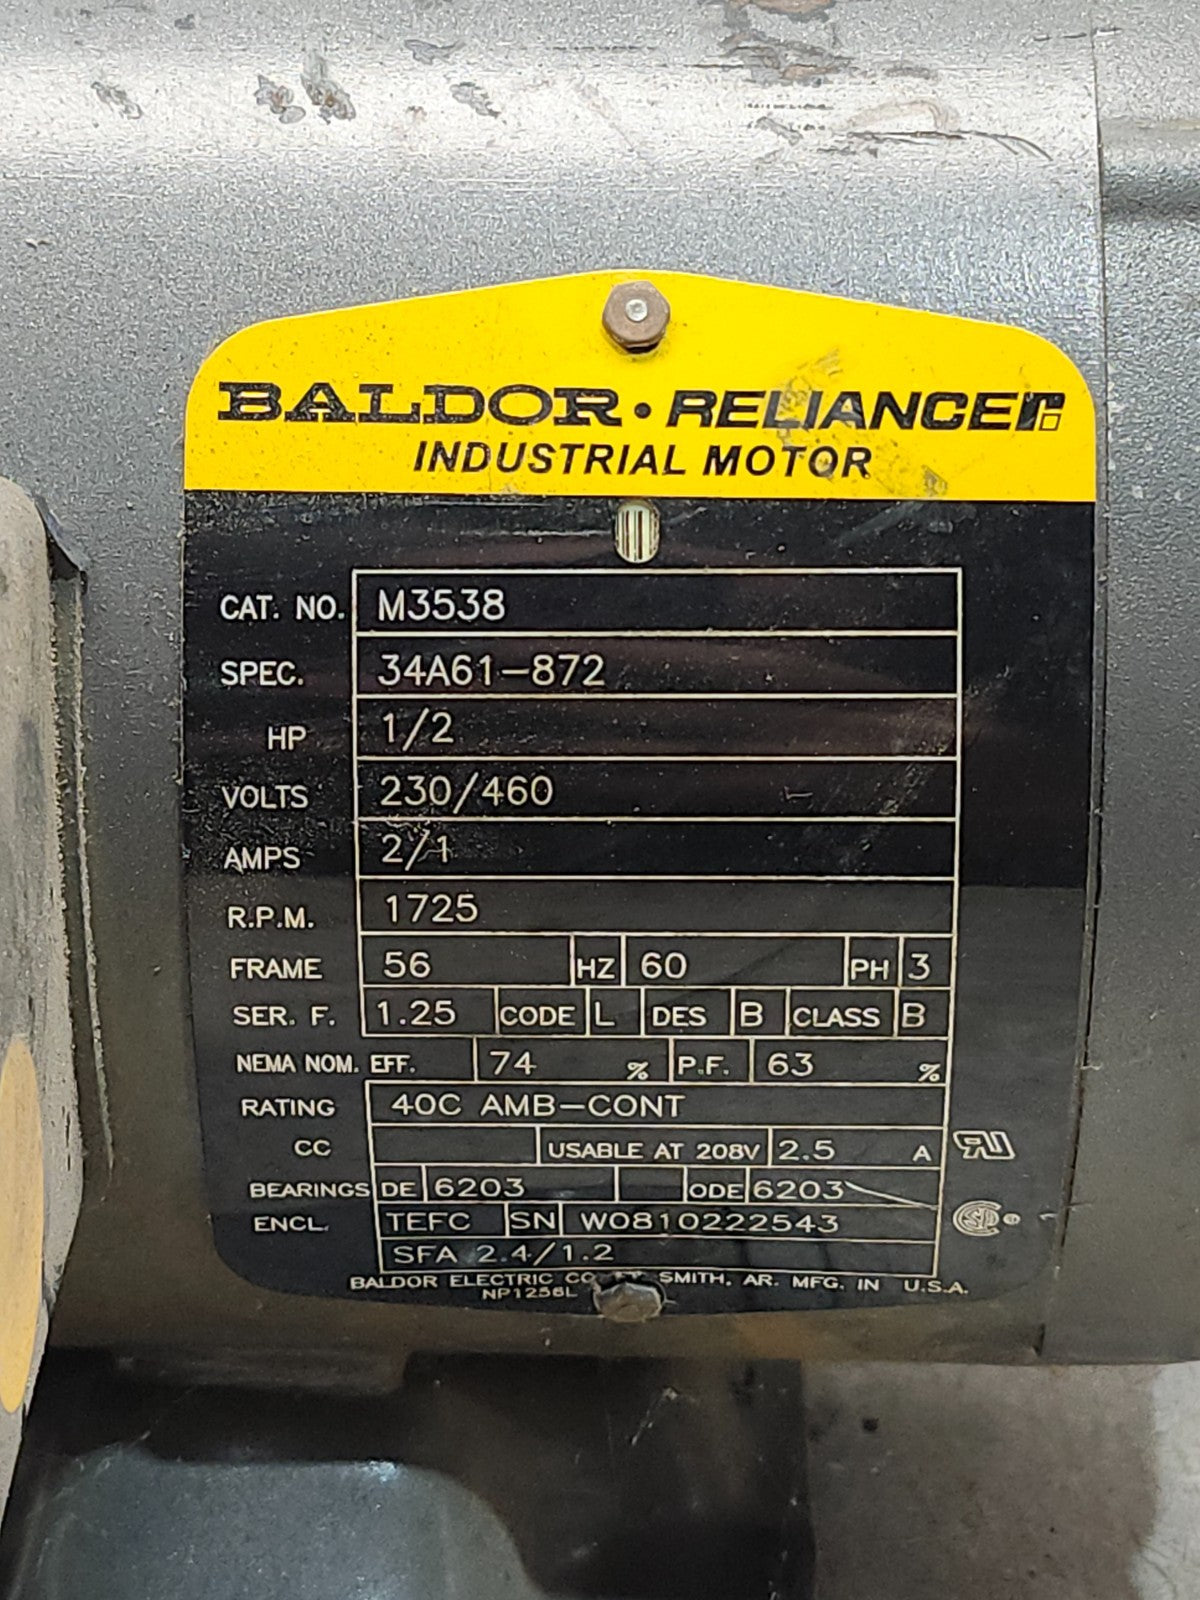 BALDOR • RELIANCER
INDUSTRIAL MOTOR
CAT. NO. M3538
SPEC. 34A61-872
HP 1/2
VOLTS 230/460
AMPS 2/1
R.P.M. 1725
FRAME 56 HZ 60 PH 3
SER. F. 1.25 CODE L DES B CLASS B
NEMA NOM. EFF. 74 % P.F. 63 %
RATING 40C AMB-CONT
CC USABLE AT 208V 2.5 A
BEARINGS DE 6203 ODE 6203
ENCL. TEFC SN W0810222543
SFA 2.4/1.2
BALDOR ELECTRIC CO. SMITH, AR. MFG. IN U.S.A.
NP1256L